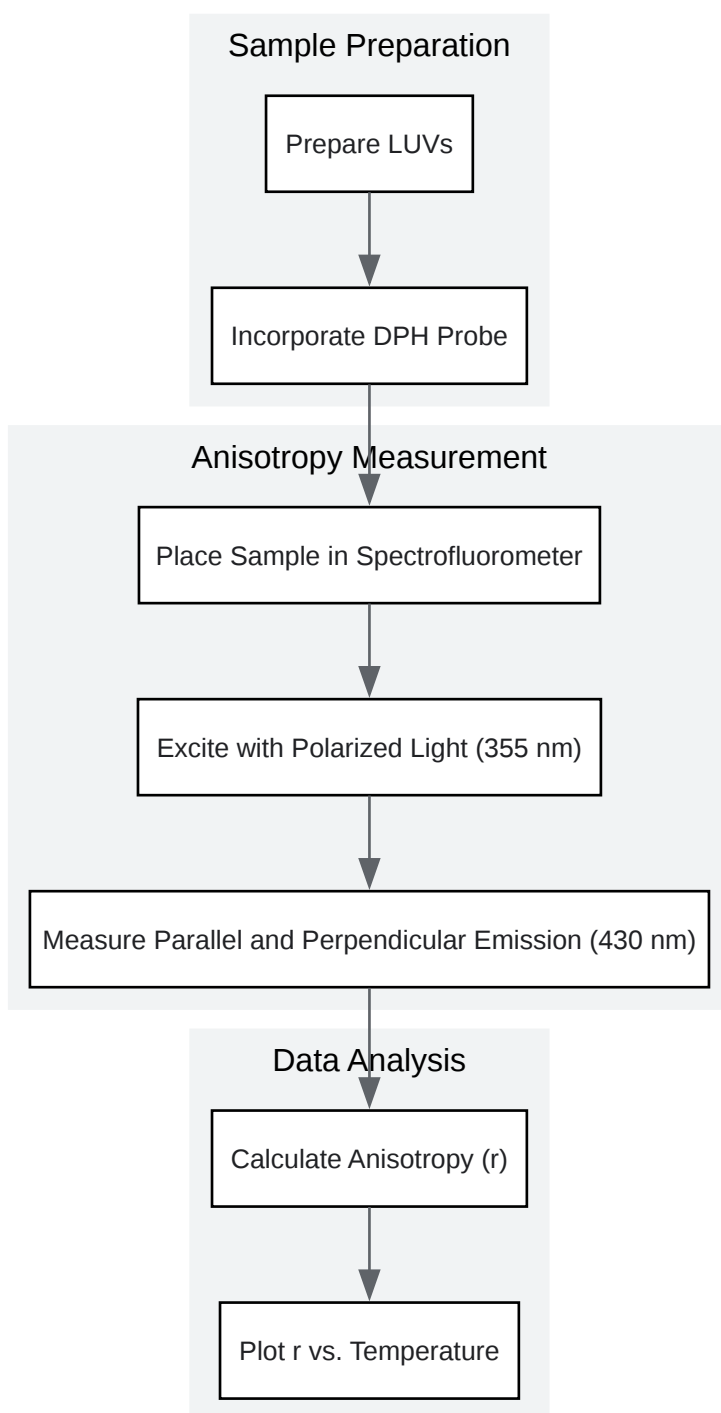 Sample Preparation
Prepare LUVs
Incorporate DPH Probe
Anisotropy Measurement
Place Sample in Spectrofluorometer
Excite with Polarized Light (355 nm)
Measure Parallel and Perpendicular Emission (430 nm)
Data Analysis
Calculate Anisotropy (r)
Plot r vs. Temperature